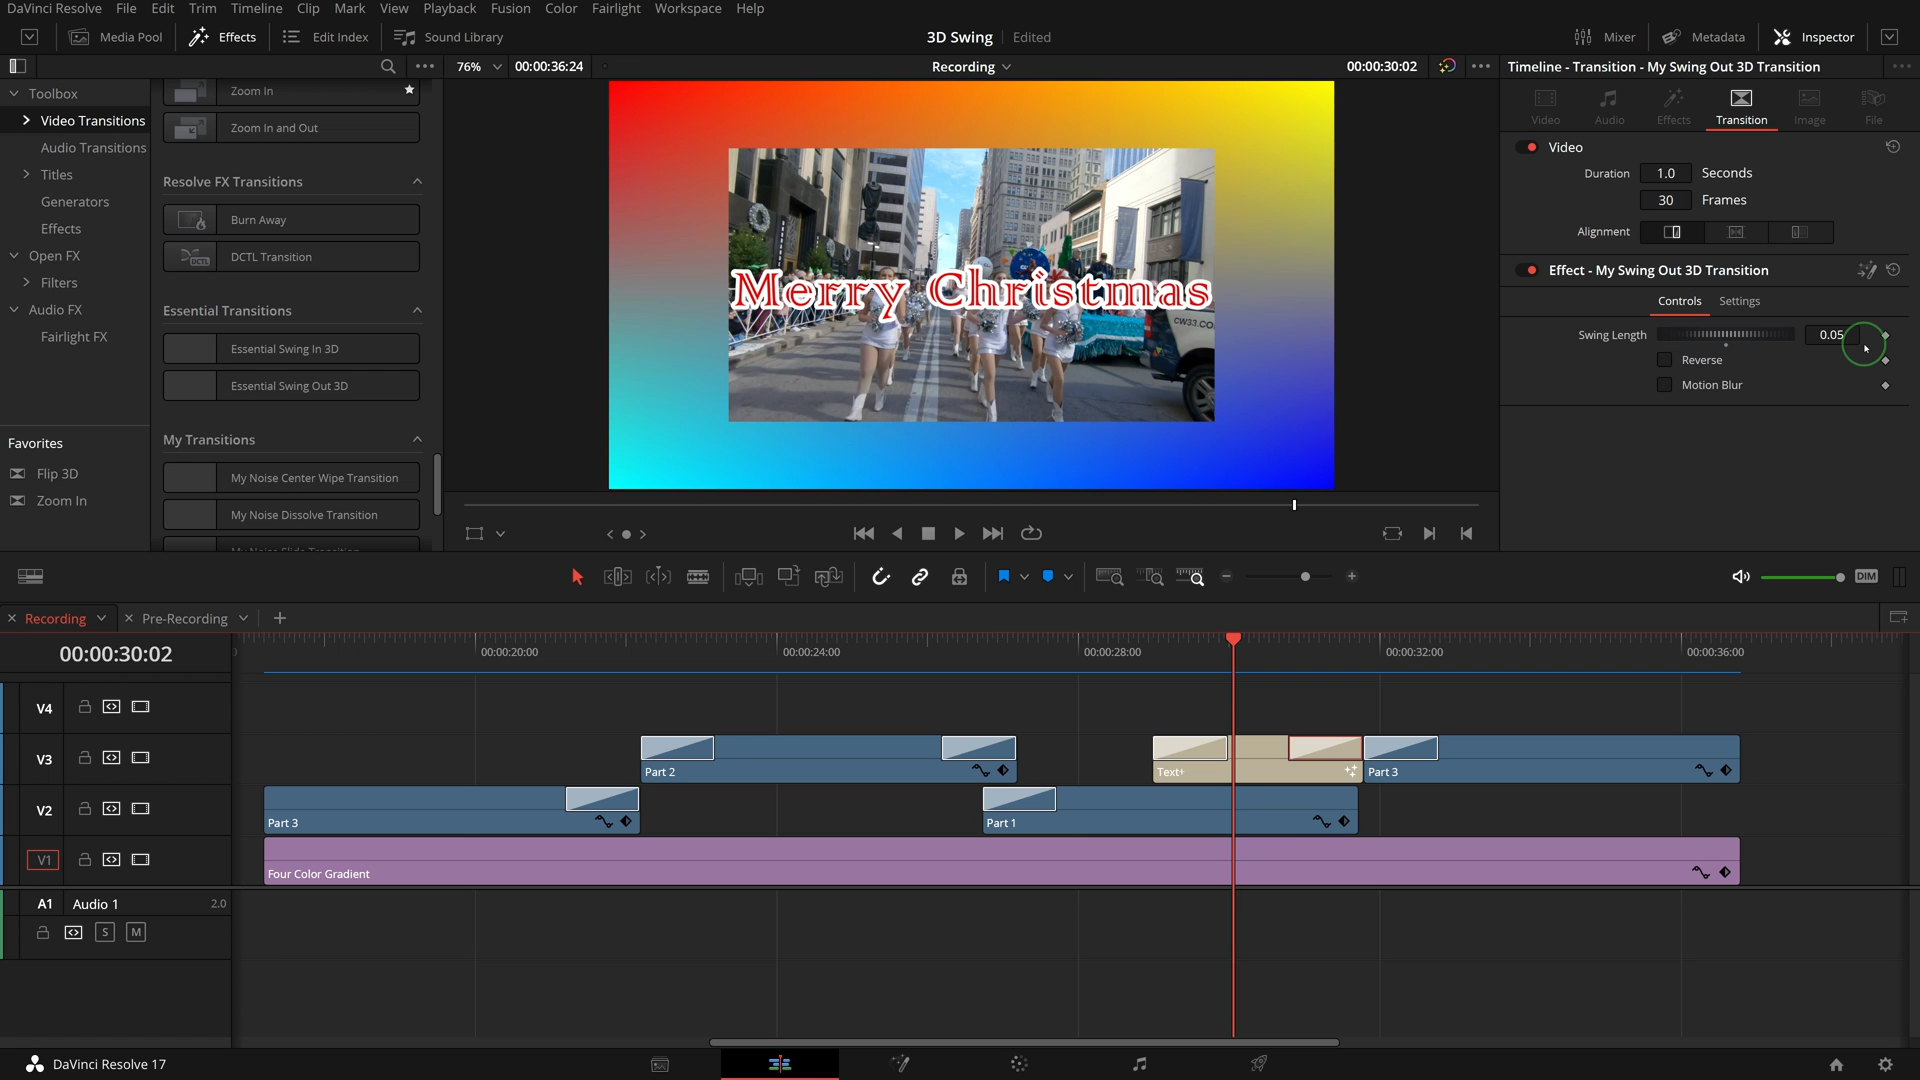 DaVinci Resolve File Edit Trim Timeline Clip Mark View Playback Fusion Color Fairlight Workspace Help
Media Pool Effects Edit Index Sound Library 3D Swing Edited Mixer Metadata Inspector
76% 00:00:36:24 Recording 00:00:30:02 Timeline - Transition - My Swing Out 3D Transition
Toolbox
Video Transitions
Audio Transitions
Titles
Generators
Effects
Open FX
Filters
Audio FX
Fairlight FX
Favorites
Flip 3D
Zoom In
Zoom In
Zoom In and Out
Resolve FX Transitions
Burn Away
DCTL
DCTL Transition
Essential Transitions
Essential Swing In 3D
Essential Swing Out 3D
My Transitions
My Noise Center Wipe Transition
My Noise Dissolve Transition
Merry Christmas
CW33.CO
Video Audio Effects Transition Image File
Video
Duration 1.0 Seconds
30 Frames
Alignment
Effect - My Swing Out 3D Transition
Controls Settings
Swing Length 0.05
Reverse
Motion Blur
DIM
Recording Pre-Recording
00:00:30:02
00:00:20:00 00:00:24:00 00:00:28:00 00:00:32:00 00:00:36:00
V4
V3
Part 2 Text+ Part 3
V2
Part 3 Part 1
V1
Four Color Gradient
A1 Audio 1 2.0
S M
DaVinci Resolve 17